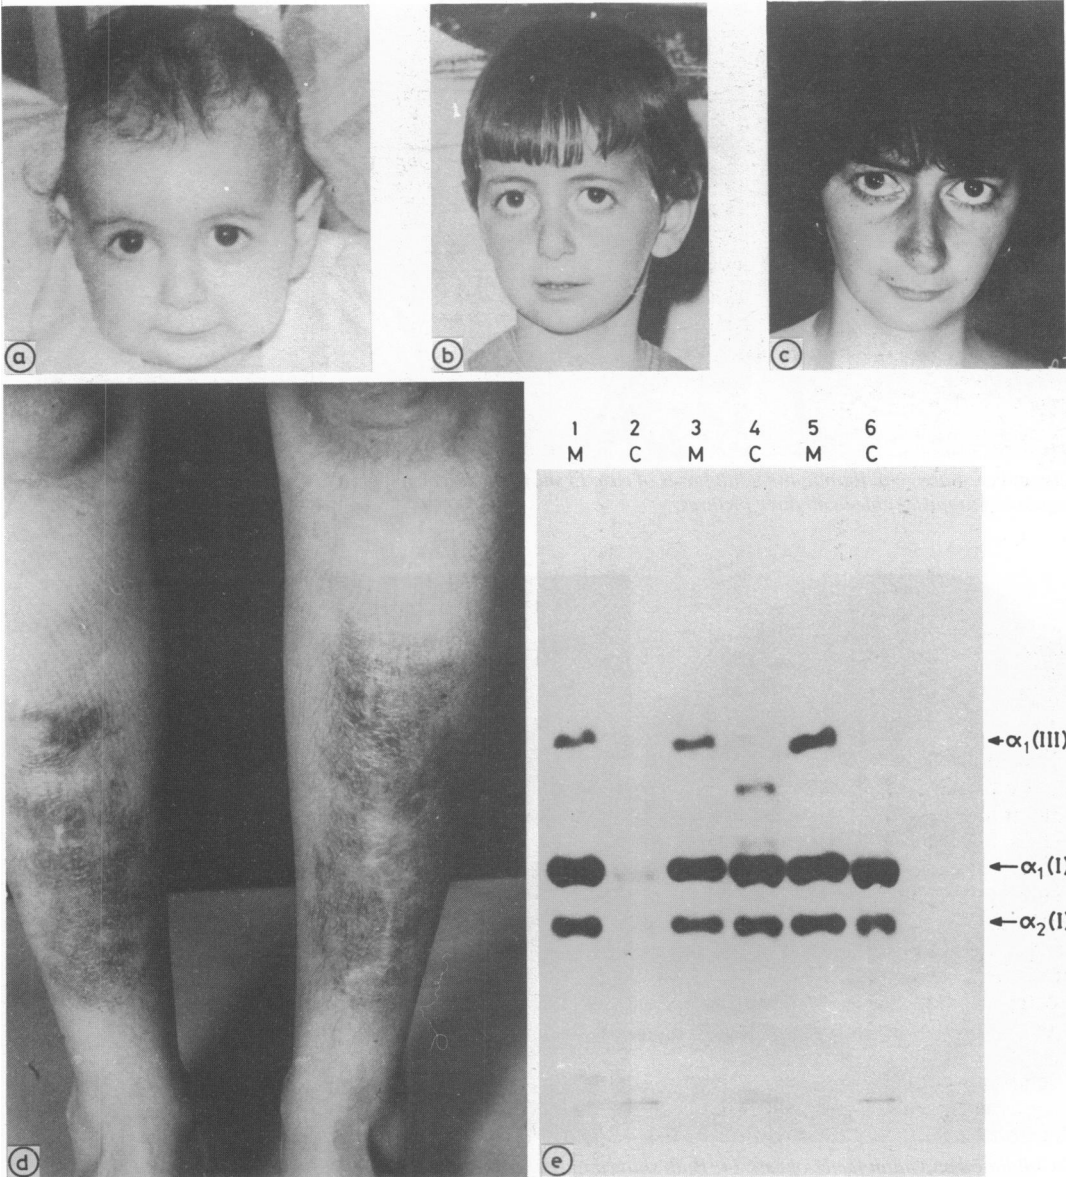 a
b
c
1 2 3 4 5 6
M C M C M C
←α₁(III)
←α₁(I)
←α₂(I)
d
e